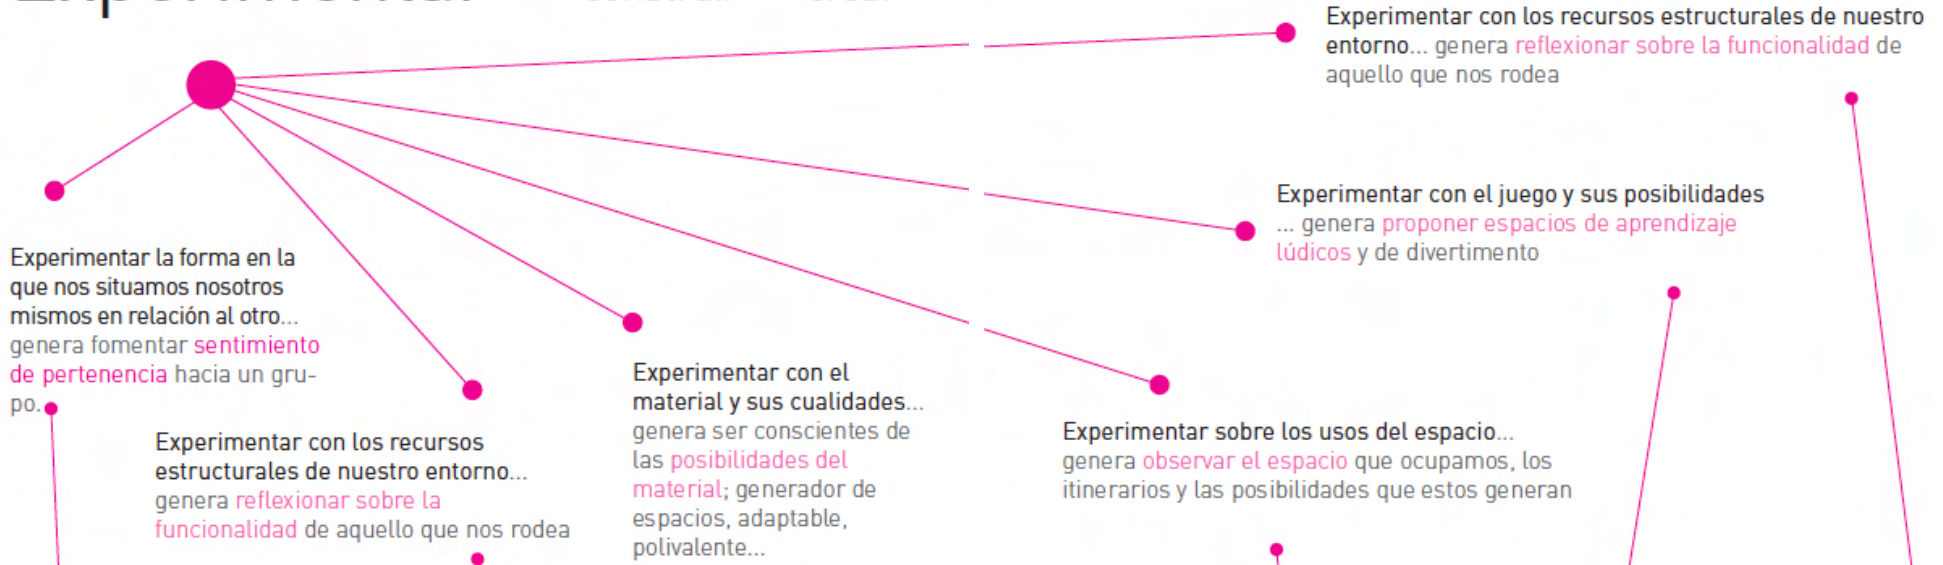 Experimentar con los recursos estructurales de nuestro
entorno... genera reflexionar sobre la funcionalidad de
aquello que nos rodea
Experimentar con el juego y sus posibilidades
... genera proponer espacios de aprendizaje
lúdicos y de divertimento
Experimentar la forma en la
que nos situamos nosotros
mismos en relación al otro...
genera fomentar sentimiento
de pertenencia hacia un gru-
po.
Experimentar con los recursos
estructurales de nuestro entorno...
genera reflexionar sobre la
funcionalidad de aquello que nos rodea
Experimentar con el
material y sus cualidades...
genera ser conscientes de
las posibilidades del
material; generador de
espacios, adaptable,
polivalente...
Experimentar sobre los usos del espacio...
genera observar el espacio que ocupamos, los
itinerarios y las posibilidades que estos generan